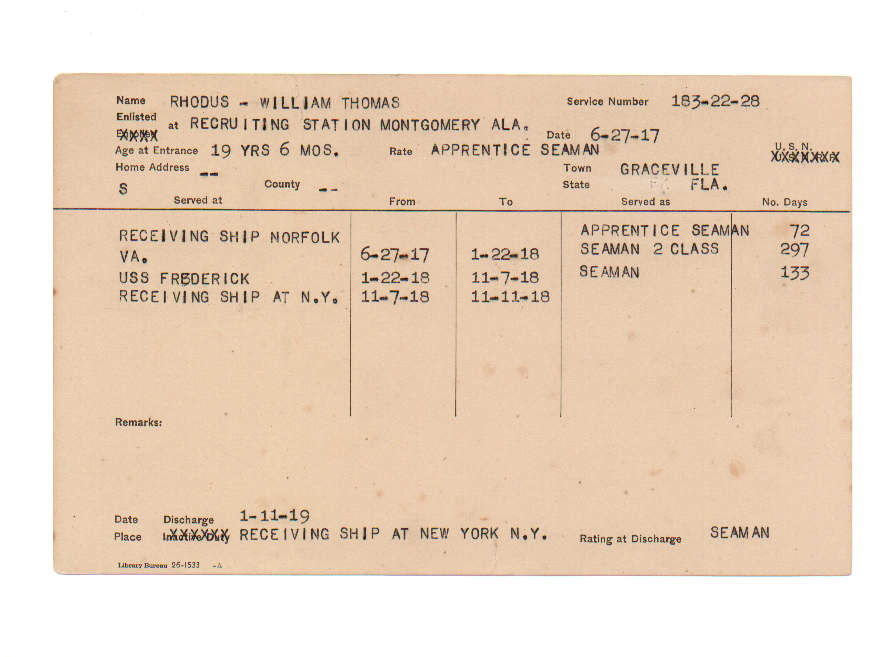 Name RHODUS - WILLIAM THOMAS Service Number 183-22-28
Enlisted at RECRUITING STATION MONTGOMERY ALA. Date 6-27-17
Age at Entrance 19 YRS 6 MOS. Rate APPRENTICE SEAMAN U.S.N.
Home Address -- Town GRACEVILLE
S County -- State FLA.
Served at From To Served as No. Days
RECEIVING SHIP NORFOLK APPRENTICE SEAMAN 72
VA. 6-27-17 1-22-18 SEAMAN 2 CLASS 297
USS FREDERICK 1-22-18 11-7-18 SEAMAN 133
RECEIVING SHIP AT N.Y. 11-7-18 11-11-18
Remarks:
Date Discharge 1-11-19
Place Inactive Duty RECEIVING SHIP AT NEW YORK N.Y. Rating at Discharge SEAMAN
Library Bureau 26-1533 -A